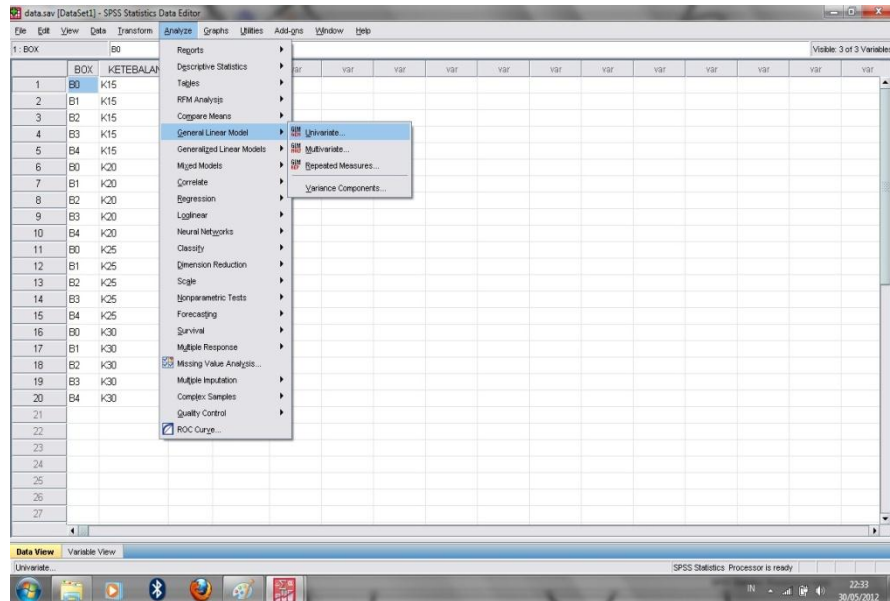 data.sav [DataSet1] - SPSS Statistics Data Editor
File Edit View Data Transform Analyze Graphs Utilities Add-ons Window Help
1 : BOX B0 Visible: 3 of 3 Variables
BOX KETEBALAN var var var var var var var var var var var
1 B0 K15
2 B1 K15
3 B2 K15
4 B3 K15
5 B4 K15
6 B0 K20
7 B1 K20
8 B2 K20
9 B3 K20
10 B4 K20
11 B0 K25
12 B1 K25
13 B2 K25
14 B3 K25
15 B4 K25
16 B0 K30
17 B1 K30
18 B2 K30
19 B3 K30
20 B4 K30
21
22
23
24
25
26
27
Reports
Descriptive Statistics
Tables
RFM Analysis
Compare Means
General Linear Model
Generalized Linear Models
Mixed Models
Correlate
Regression
Loglinear
Neural Networks
Classify
Dimension Reduction
Scale
Nonparametric Tests
Forecasting
Survival
Multiple Response
Missing Value Analysis...
Multiple Imputation
Complex Samples
Quality Control
ROC Curve...
Univariate...
Multivariate...
Repeated Measures...
Variance Components...
Data View Variable View
Univariate... SPSS Statistics Processor is ready
IN 22:33
30/05/2012